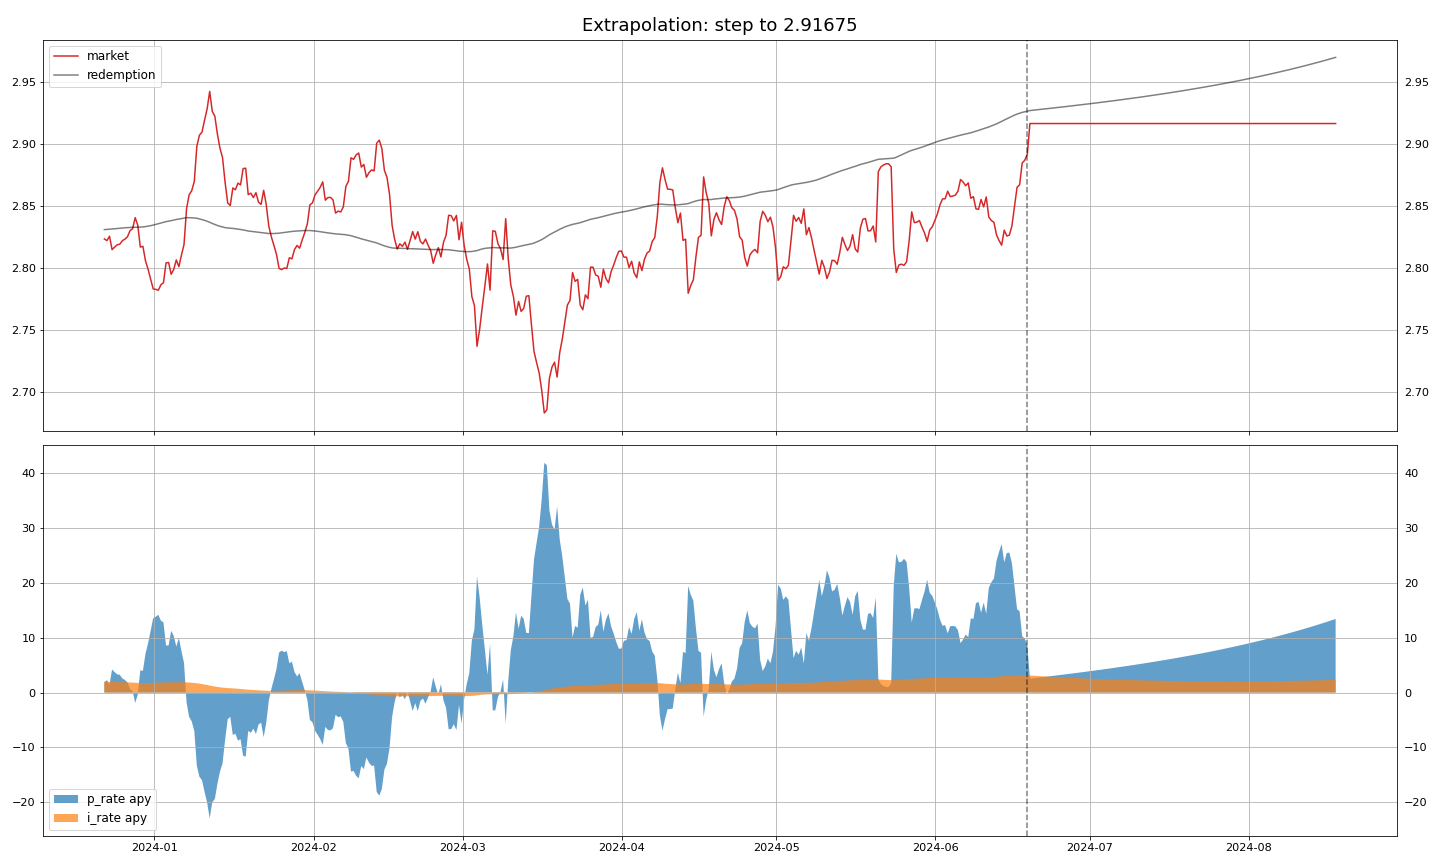 Extrapolation: step to 2.91675
market
redemption
2.95 2.95
2.90 2.90
2.85 2.85
2.80 2.80
2.75 2.75
2.70 2.70
40 40
30 30
20 20
10 10
0 0
−10 −10
−20 −20
p_rate apy
i_rate apy
2024-01 2024-02 2024-03 2024-04 2024-05 2024-06 2024-07 2024-08